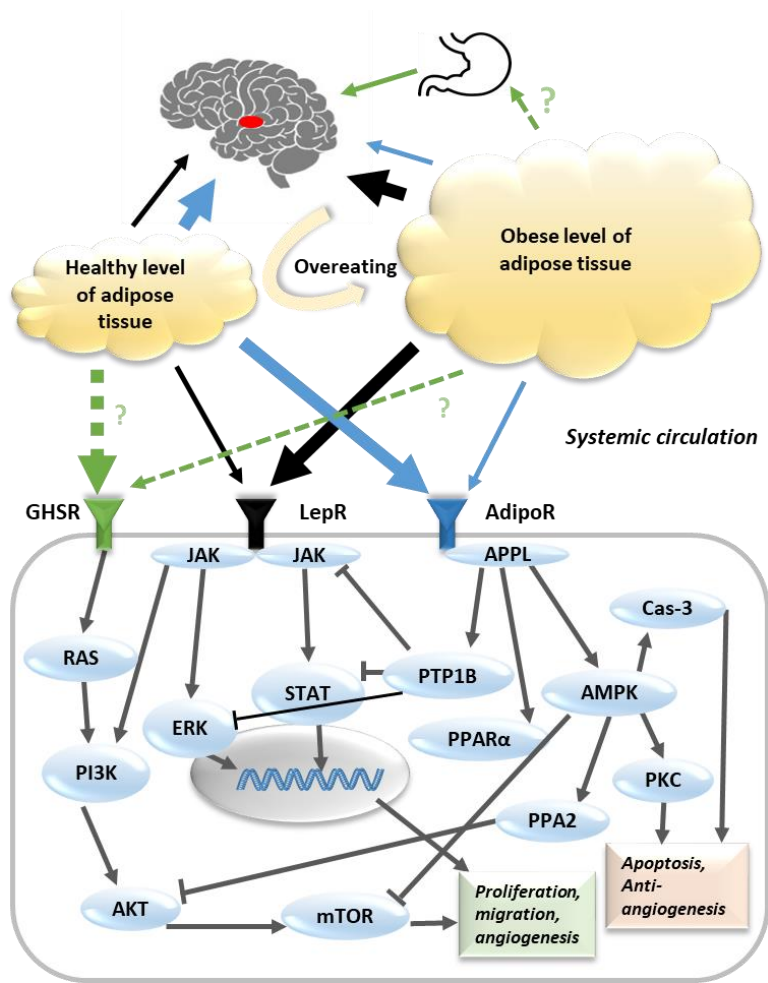 ?
Healthy level
of adipose
tissue
Overeating
Obese level of
adipose tissue
?
?
Systemic circulation
GHSR
LepR
AdipoR
JAK
JAK
APPL
Cas-3
RAS
STAT
PTP1B
AMPK
ERK
PPARα
PI3K
PKC
PPA2
AKT
mTOR
Proliferation,
migration,
angiogenesis
Apoptosis,
Anti-
angiogenesis